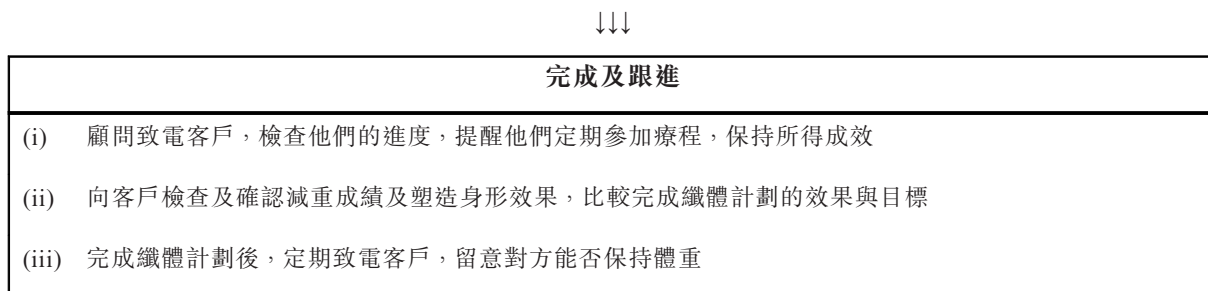 ↓↓↓
完成及跟進
(i) 顧問致電客戶，檢查他們的進度，提醒他們定期參加療程，保持所得成效
(ii) 向客戶檢查及確認減重成績及塑造身形效果，比較完成纖體計劃的效果與目標
(iii) 完成纖體計劃後，定期致電客戶，留意對方能否保持體重